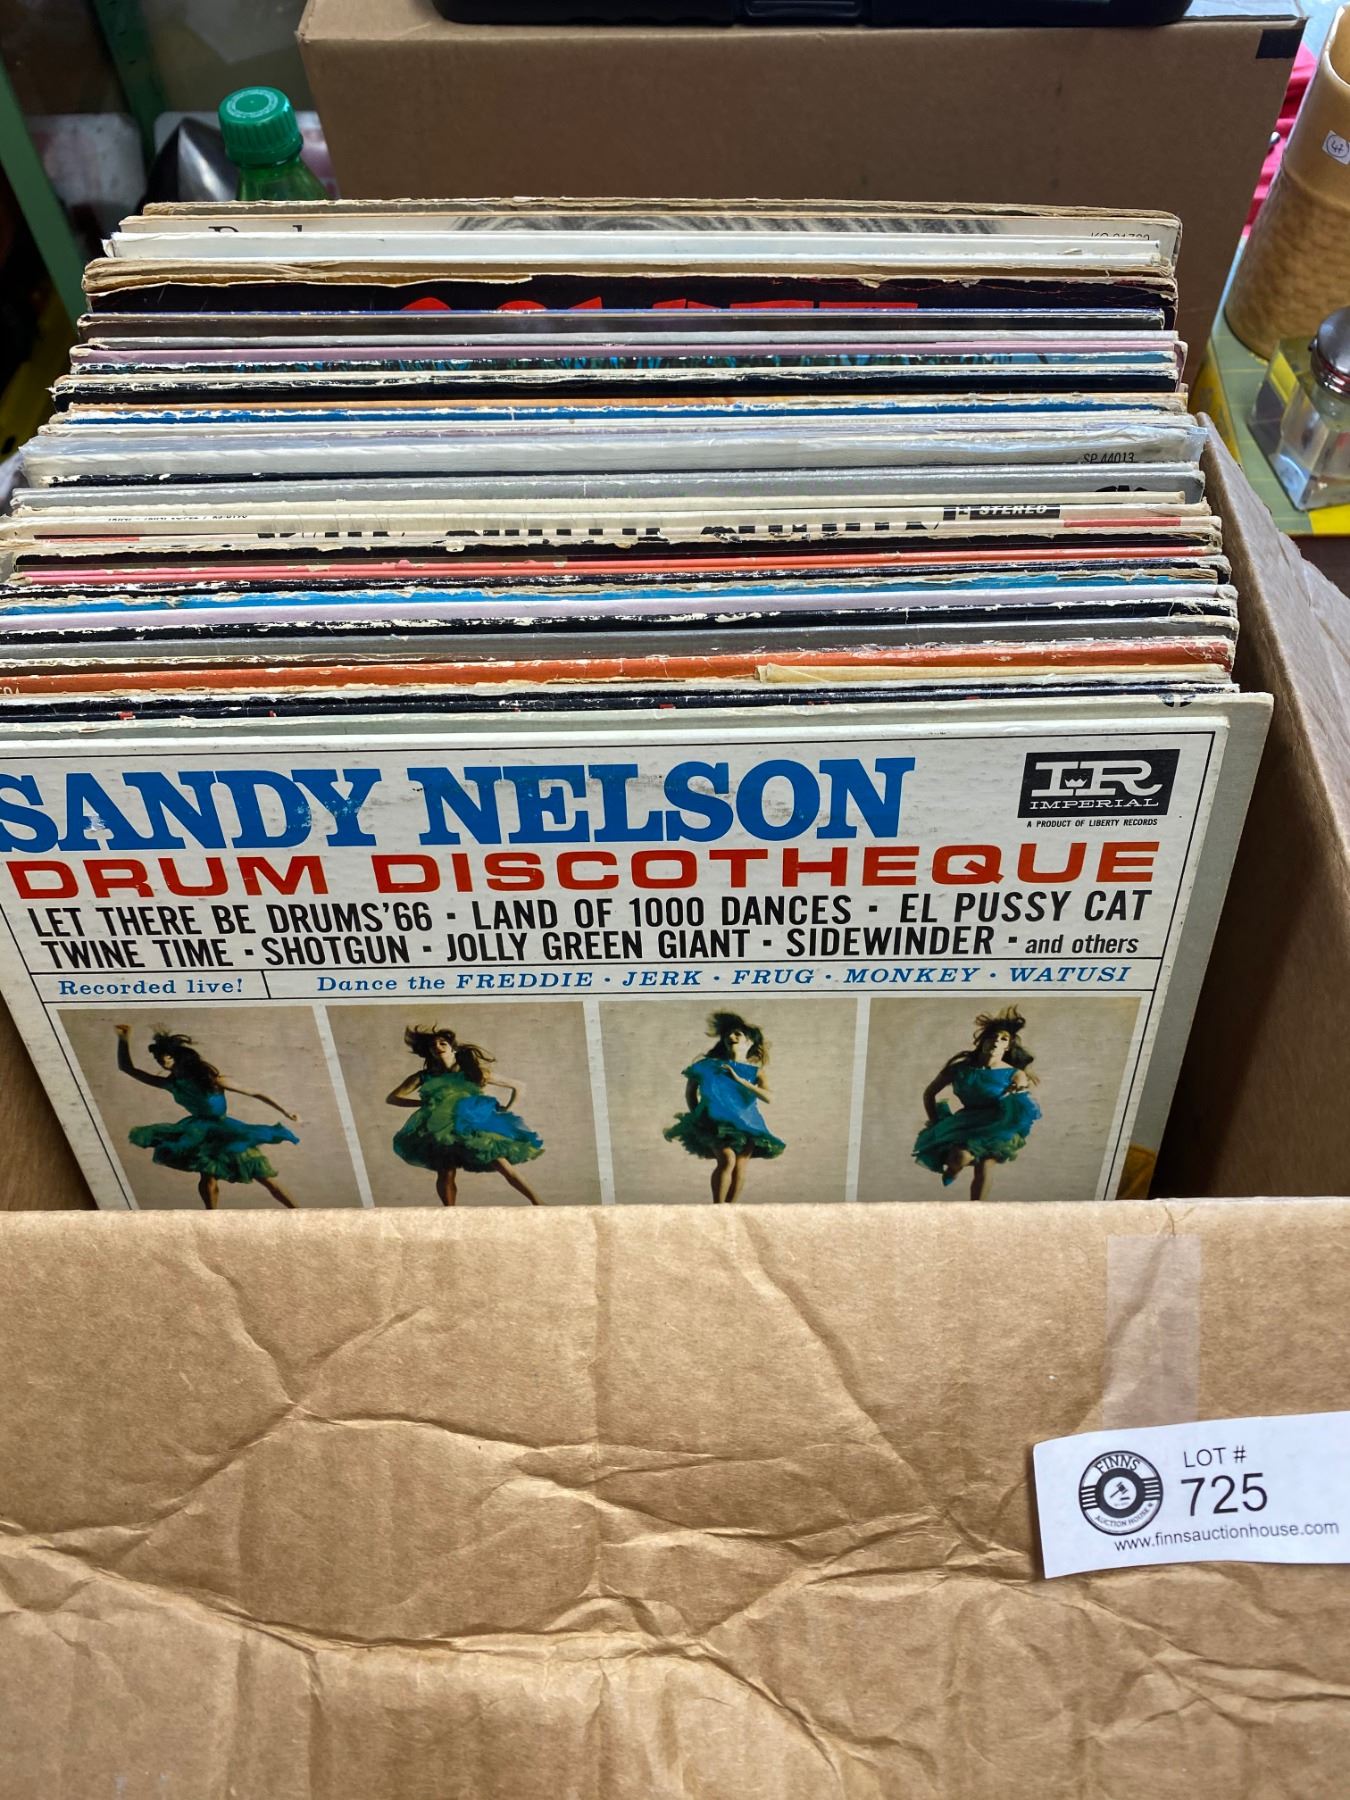 SP 44013
STEREO
SANDY NELSON
IR
IMPERIAL
A PRODUCT OF LIBERTY RECORDS
DRUM DISCOTHEQUE
LET THERE BE DRUMS'66 · LAND OF 1000 DANCES · EL PUSSY CAT
TWINE TIME · SHOTGUN · JOLLY GREEN GIANT · SIDEWINDER · and others
Recorded live!
Dance the FREDDIE · JERK · FRUG · MONKEY · WATUSI
FINNS
AUCTION HOUSE
LOT #
725
www.finnsauctionhouse.com